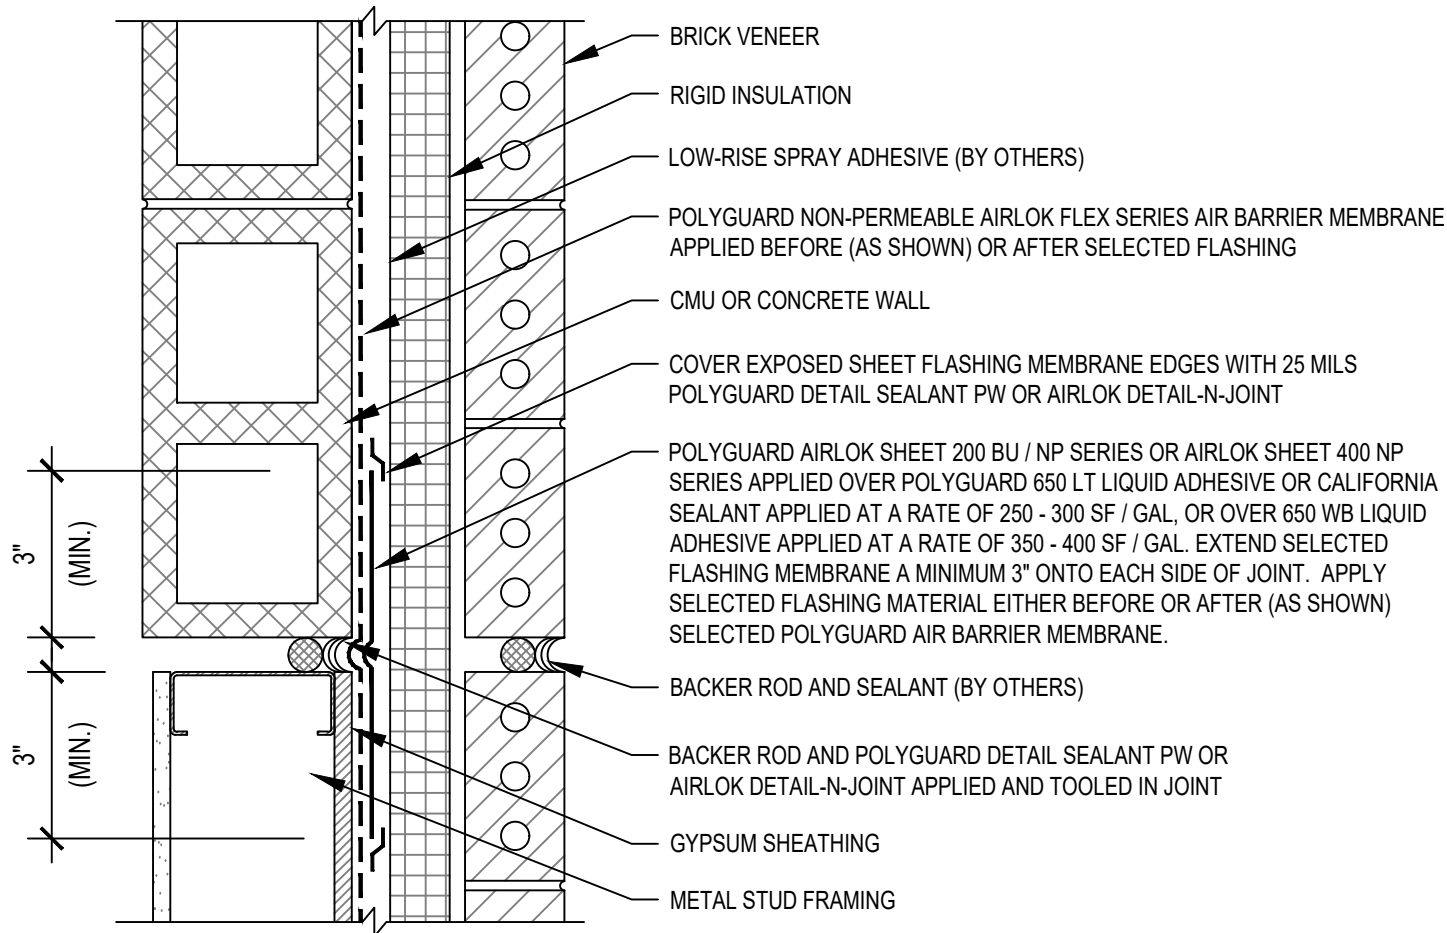 BRICK VENEER
RIGID INSULATION
LOW-RISE SPRAY ADHESIVE (BY OTHERS)
POLYGUARD NON-PERMEABLE AIRLOK FLEX SERIES AIR BARRIER MEMBRANE
APPLIED BEFORE (AS SHOWN) OR AFTER SELECTED FLASHING
CMU OR CONCRETE WALL
COVER EXPOSED SHEET FLASHING MEMBRANE EDGES WITH 25 MILS
POLYGUARD DETAIL SEALANT PW OR AIRLOK DETAIL-N-JOINT
POLYGUARD AIRLOK SHEET 200 BU / NP SERIES OR AIRLOK SHEET 400 NP
SERIES APPLIED OVER POLYGUARD 650 LT LIQUID ADHESIVE OR CALIFORNIA
SEALANT APPLIED AT A RATE OF 250 - 300 SF / GAL, OR OVER 650 WB LIQUID
ADHESIVE APPLIED AT A RATE OF 350 - 400 SF / GAL. EXTEND SELECTED
FLASHING MEMBRANE A MINIMUM 3" ONTO EACH SIDE OF JOINT. APPLY
SELECTED FLASHING MATERIAL EITHER BEFORE OR AFTER (AS SHOWN)
SELECTED POLYGUARD AIR BARRIER MEMBRANE.
BACKER ROD AND SEALANT (BY OTHERS)
BACKER ROD AND POLYGUARD DETAIL SEALANT PW OR
AIRLOK DETAIL-N-JOINT APPLIED AND TOOLED IN JOINT
GYPSUM SHEATHING
METAL STUD FRAMING
3"
(MIN.)
3"
(MIN.)